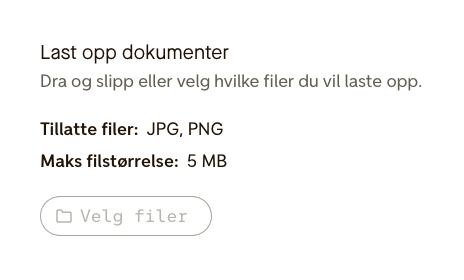 Last opp dokumenter
Dra og slipp eller velg hvilke filer du vil laste opp.
Tillatte filer: JPG, PNG
Maks filstørrelse: 5 MB
Velg filer